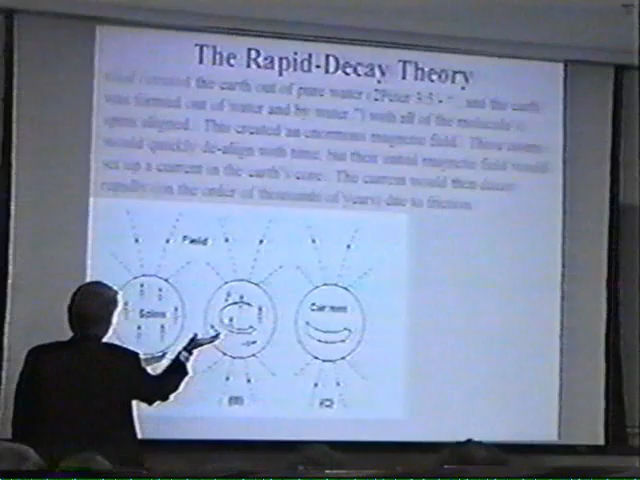 The Rapid-Decay Theory
created the earth out of pure water (2Peter 3:5 - " and the earth
was formed out of water and by water.") with all of the molecule's
spins aligned. This created an enormous magnetic field. These
would quickly de-align with time, but their initial magnetic field would
set up a current in the earth's core. The current would then decay
rapidly (on the order of thousands of years) due to friction.
Field
Spins
Current
(B) (C)